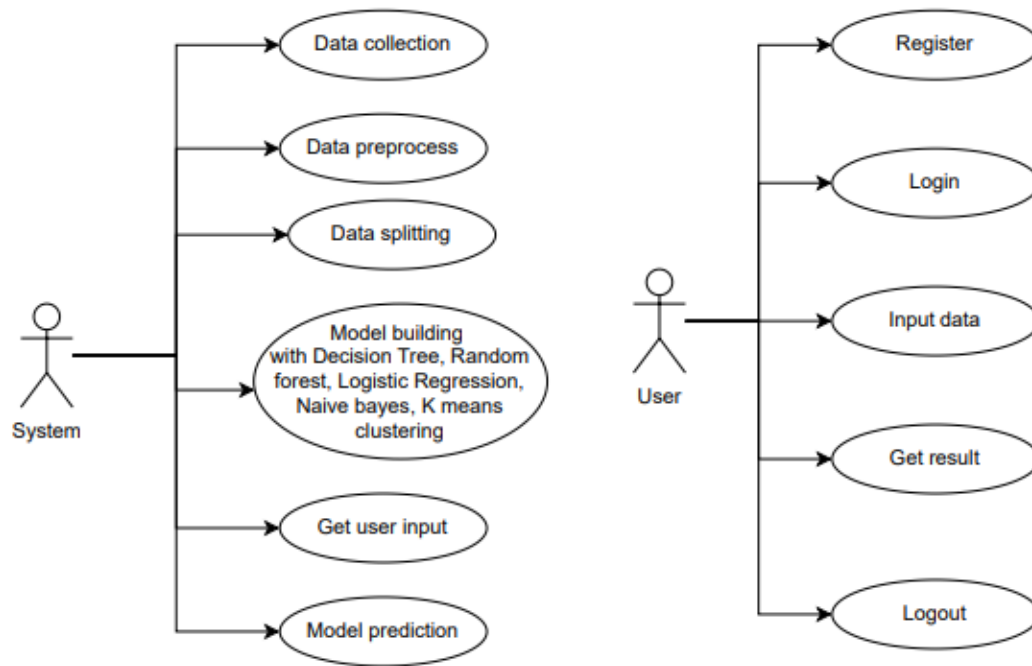 Data collection
Data preprocess
Data splitting
Model building
with Decision Tree, Random
forest, Logistic Regression,
Naive bayes, K means
clustering
System
Get user input
Model prediction
Register
Login
Input data
User
Get result
Logout